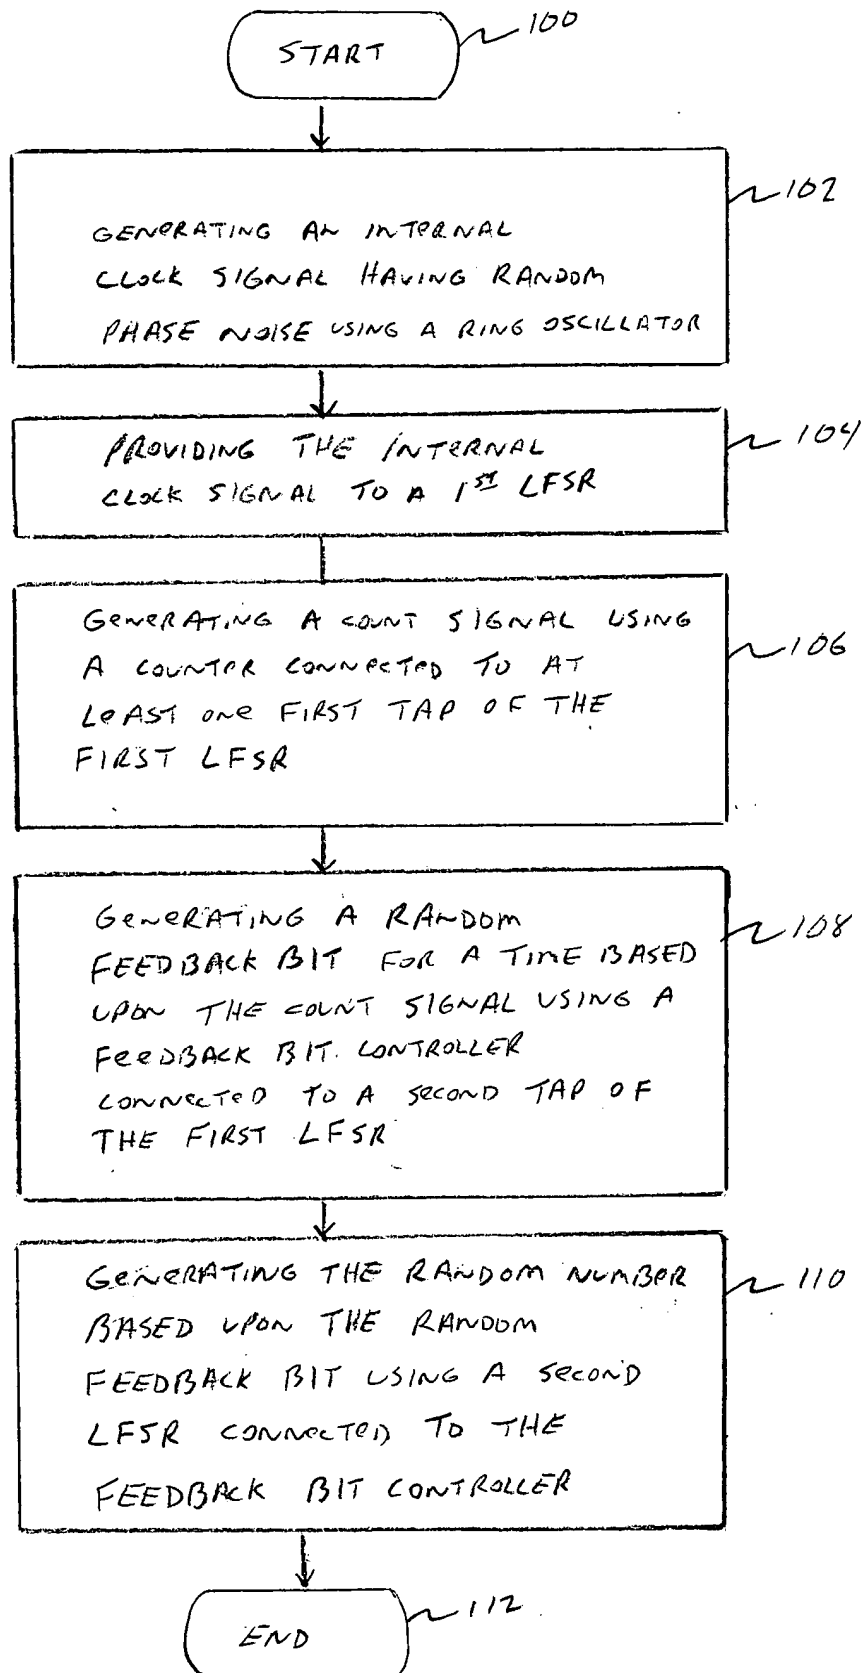 START
100
102
GENERATING AN INTERNAL
CLOCK SIGNAL HAVING RANDOM
PHASE NOISE USING A RING OSCILLATOR
104
PROVIDING THE INTERNAL
CLOCK SIGNAL TO A 1ST LFSR
GENERATING A COUNT SIGNAL USING
A COUNTER CONNECTED TO AT
LEAST ONE FIRST TAP OF THE
FIRST LFSR
106
GENERATING A RANDOM
FEEDBACK BIT FOR A TIME BASED
UPON THE COUNT SIGNAL USING A
FEEDBACK BIT CONTROLLER
CONNECTED TO A SECOND TAP OF
THE FIRST LFSR
108
GENERATING THE RANDOM NUMBER
BASED UPON THE RANDOM
FEEDBACK BIT USING A SECOND
LFSR CONNECTED TO THE
FEEDBACK BIT CONTROLLER
110
END
112